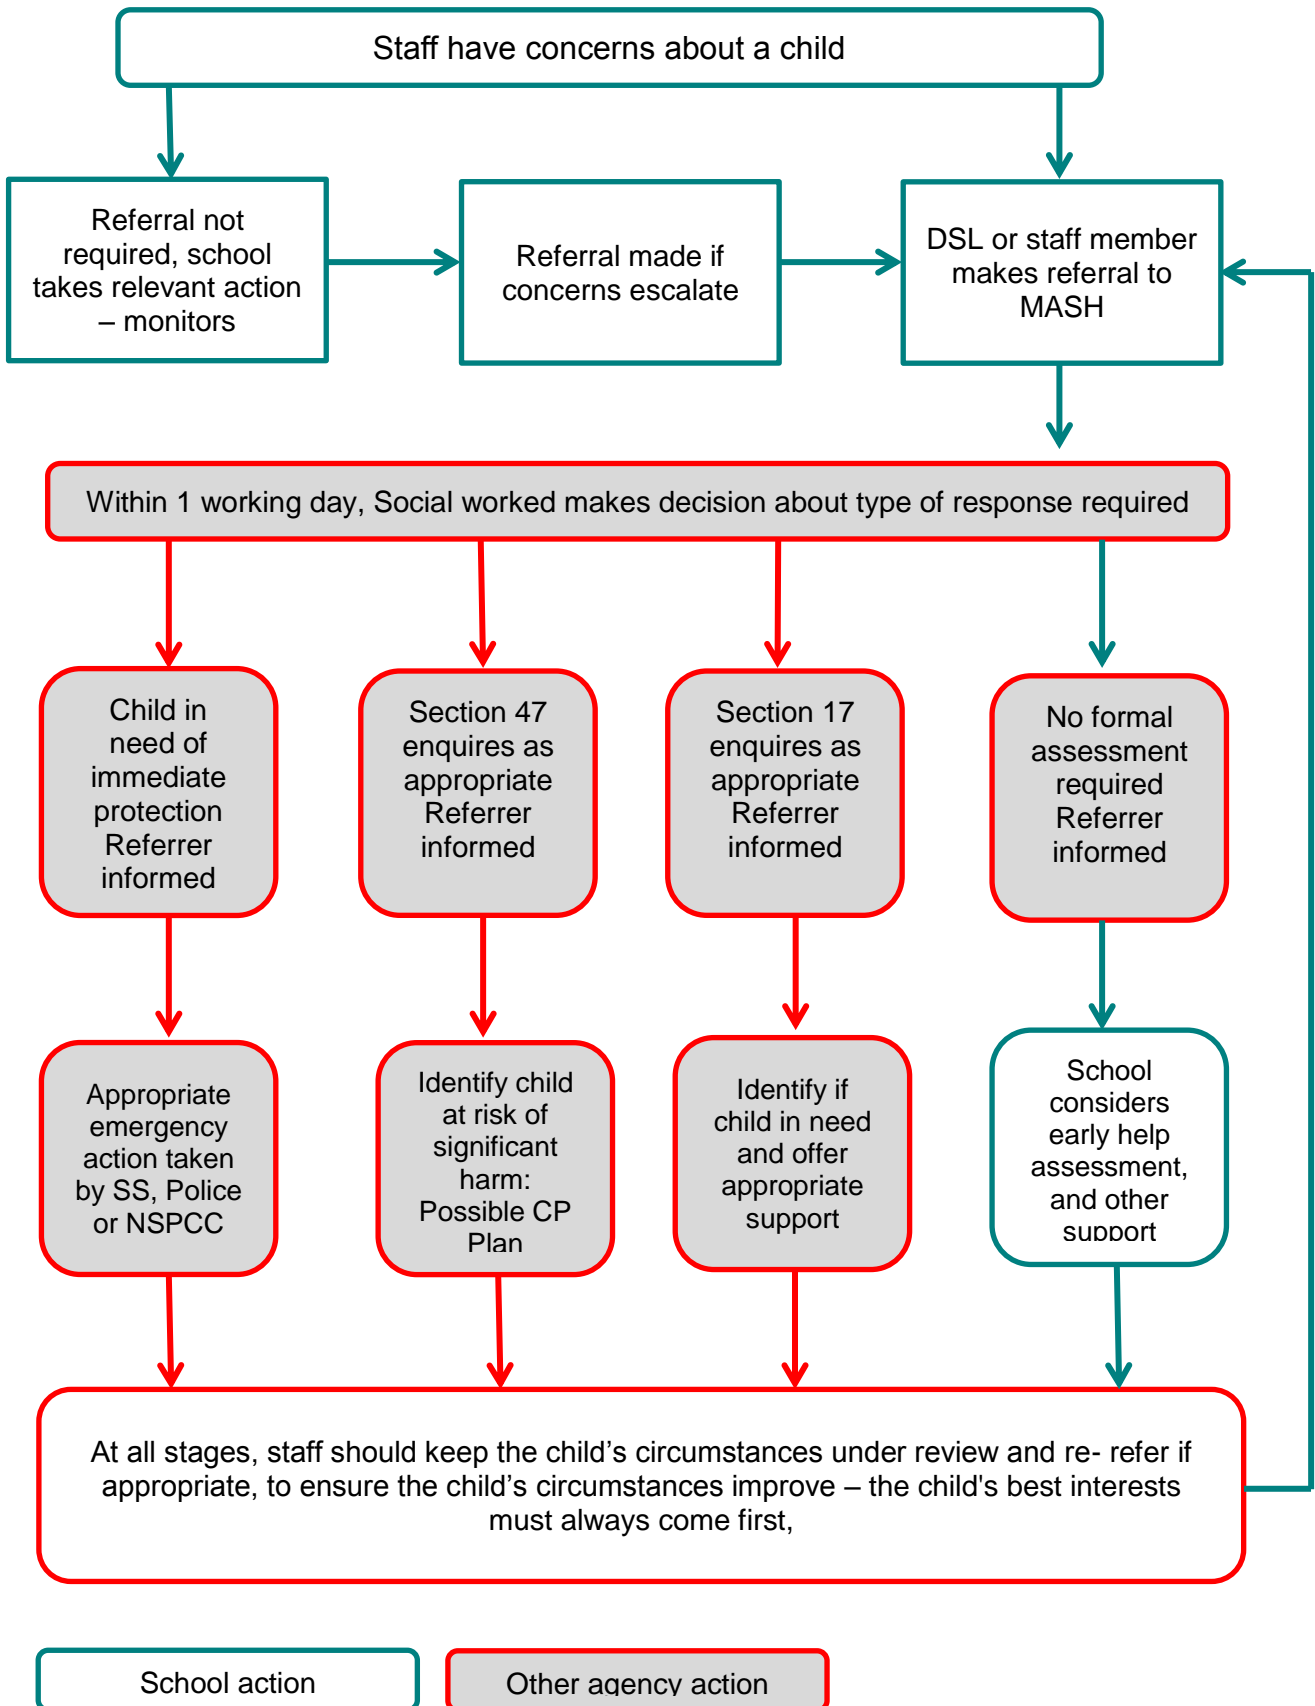 Staff have concerns about a child
Referral not
required, school
takes relevant action
– monitors
Referral made if
concerns escalate
DSL or staff member
makes referral to
MASH
Within 1 working day, Social worked makes decision about type of response required
Child in
need of
immediate
protection
Referrer
informed
Section 47
enquires as
appropriate
Referrer
informed
Section 17
enquires as
appropriate
Referrer
informed
No formal
assessment
required
Referrer
informed
Appropriate
emergency
action taken
by SS, Police
or NSPCC
Identify child
at risk of
significant
harm:
Possible CP
Plan
Identify if
child in need
and offer
appropriate
support
School
considers
early help
assessment,
and other
support
At all stages, staff should keep the child’s circumstances under review and re- refer if
appropriate, to ensure the child’s circumstances improve – the child's best interests
must always come first,
School action
Other agency action